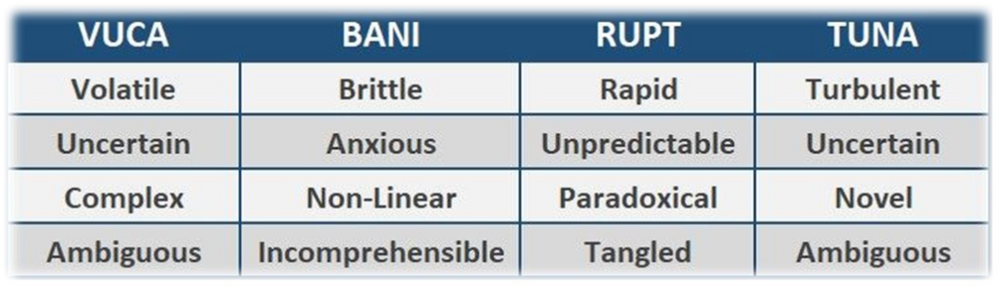 VUCA BANI RUPT TUNA
Volatile Brittle Rapid Turbulent
Uncertain Anxious Unpredictable Uncertain
Complex Non-Linear Paradoxical Novel
Ambiguous Incomprehensible Tangled Ambiguous